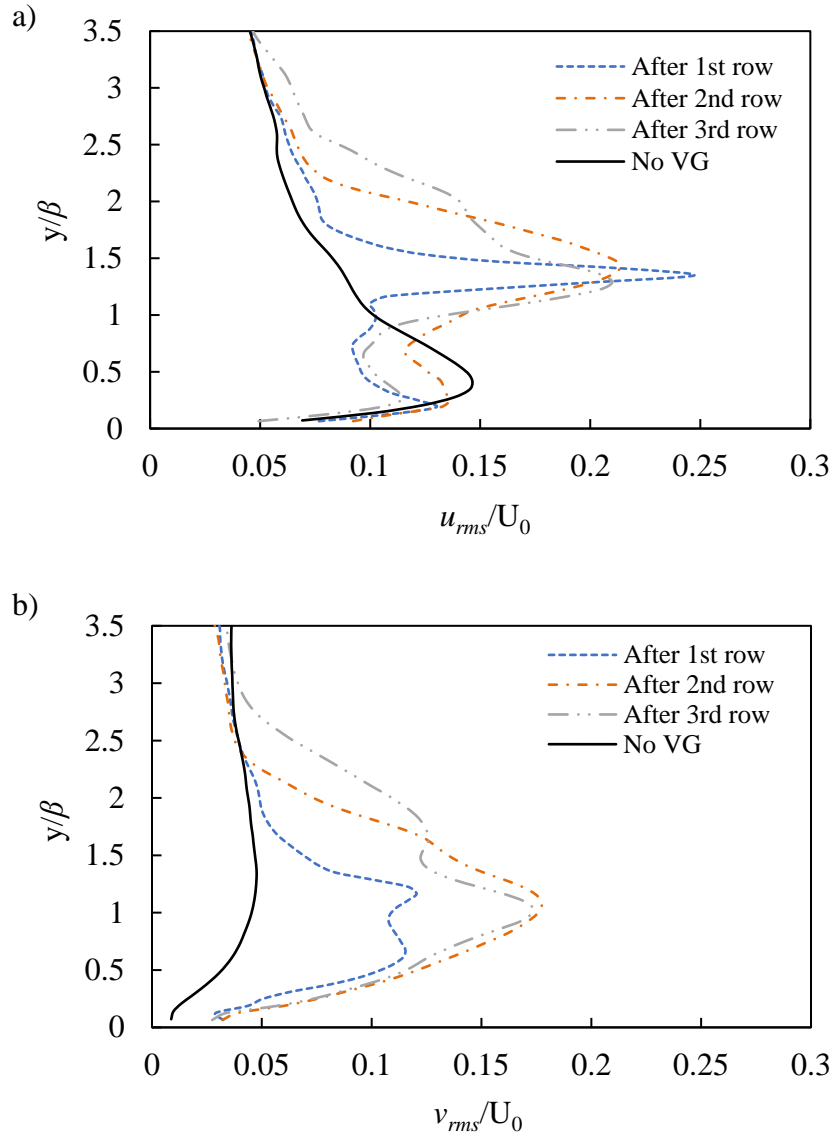 a)
3.5
3
2.5
2
1.5
1
0.5
0
y/β
After 1st row
After 2nd row
After 3rd row
No VG
0 0.05 0.1 0.15 0.2 0.25 0.3
u_rms/U₀
b)
3.5
3
2.5
2
1.5
1
0.5
0
y/β
After 1st row
After 2nd row
After 3rd row
No VG
0 0.05 0.1 0.15 0.2 0.25 0.3
v_rms/U₀